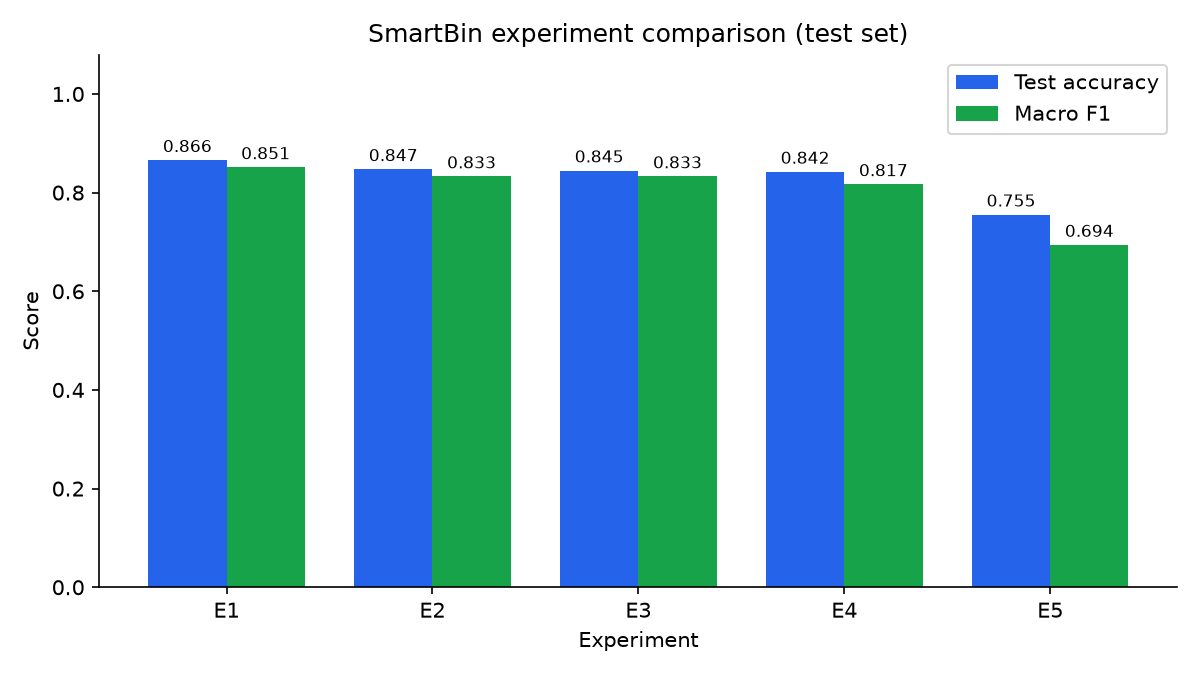 SmartBin experiment comparison (test set)
Test accuracy
Macro F1
Score
1.0
0.8
0.6
0.4
0.2
0.0
0.866
0.851
0.847
0.833
0.845
0.833
0.842
0.817
0.755
0.694
E1
E2
E3
E4
E5
Experiment